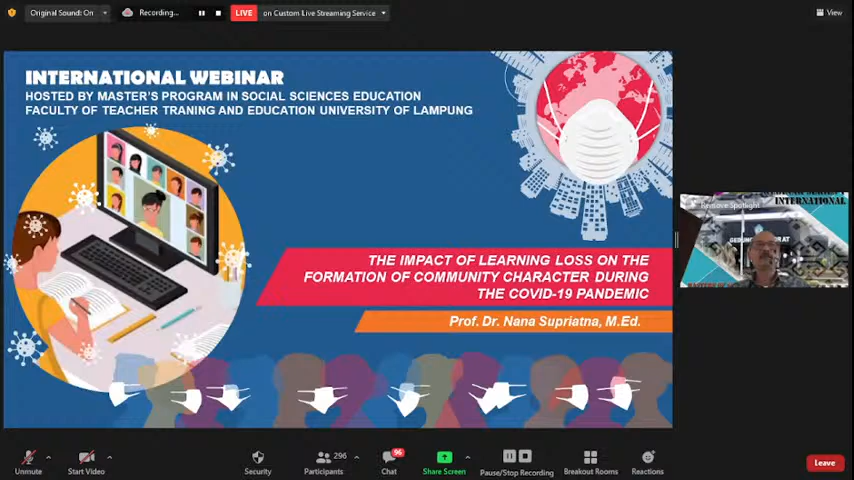 Original Sound: On
Recording...
LIVE
on Custom Live Streaming Service
View
INTERNATIONAL WEBINAR
HOSTED BY MASTER'S PROGRAM IN SOCIAL SCIENCES EDUCATION
FACULTY OF TEACHER TRANING AND EDUCATION UNIVERSITY OF LAMPUNG
THE IMPACT OF LEARNING LOSS ON THE
FORMATION OF COMMUNITY CHARACTER DURING
THE COVID-19 PANDEMIC
Prof. Dr. Nana Supriatna, M.Ed.
Remove Spotlight
INTERNATIONAL
Unmute
Start Video
Security
296
Participants
96
Chat
Share Screen
Pause/Stop Recording
Breakout Rooms
Reactions
Leave